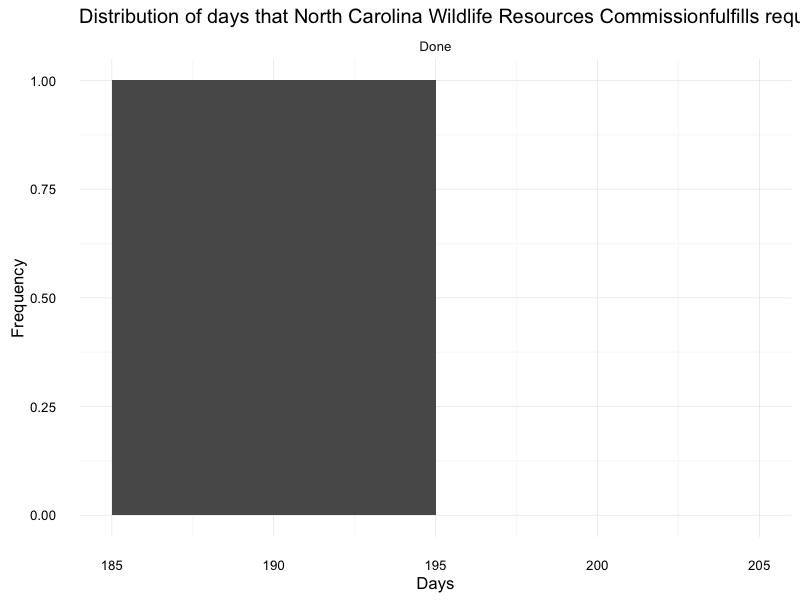 Distribution of days that North Carolina Wildlife Resources Commissionfulfills requ
Done
1.00
0.75
0.50
0.25
0.00
Frequency
185 190 195 200 205
Days